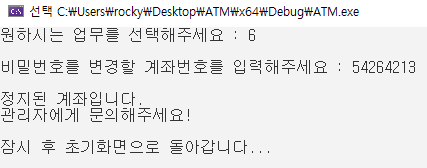 선택 C:₩Users₩rocky₩Desktop₩ATM₩x64₩Debug₩ATM.exe
원하시는 업무를 선택해주세요 : 6
비밀번호를 변경할 계좌번호를 입력해주세요 : 54264213
정지된 계좌입니다.
관리자에게 문의해주세요!
잠시 후 초기화면으로 돌아갑니다...